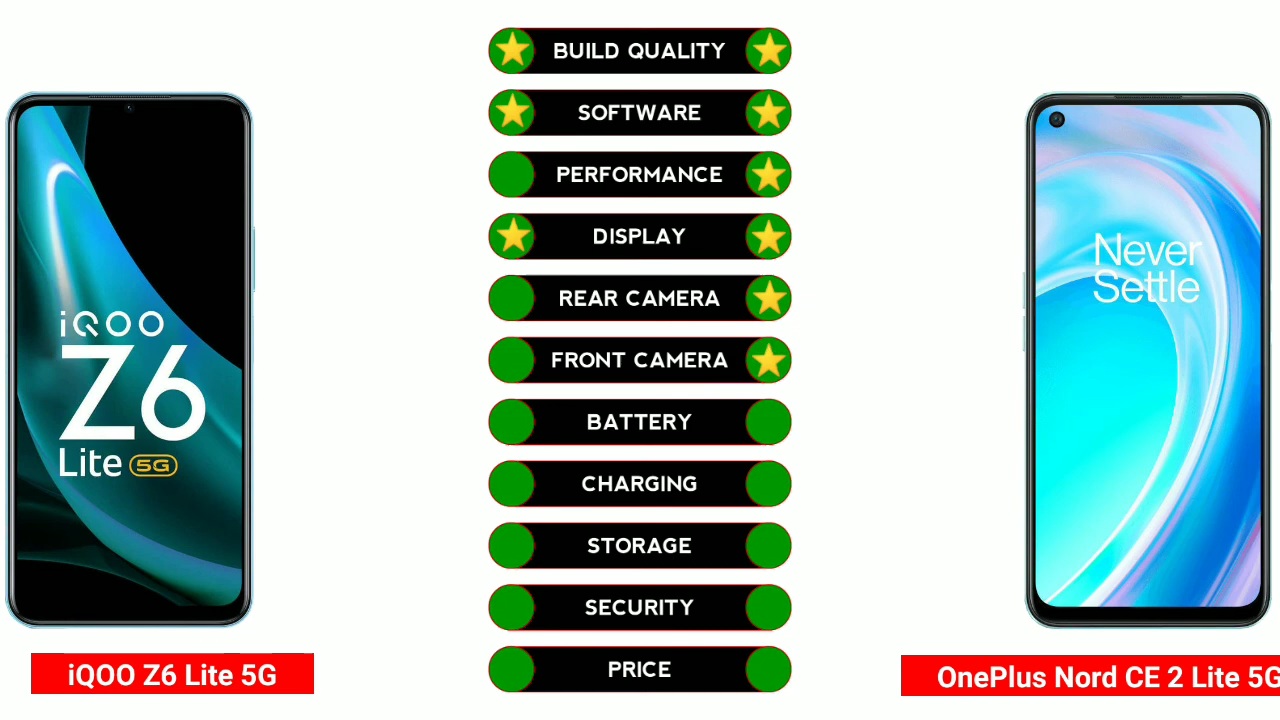 BUILD QUALITY
SOFTWARE
PERFORMANCE
DISPLAY
REAR CAMERA
FRONT CAMERA
BATTERY
CHARGING
STORAGE
SECURITY
PRICE
iQOO
Z6
Lite 5G
iQOO Z6 Lite 5G
Never
Settle
OnePlus Nord CE 2 Lite 5G